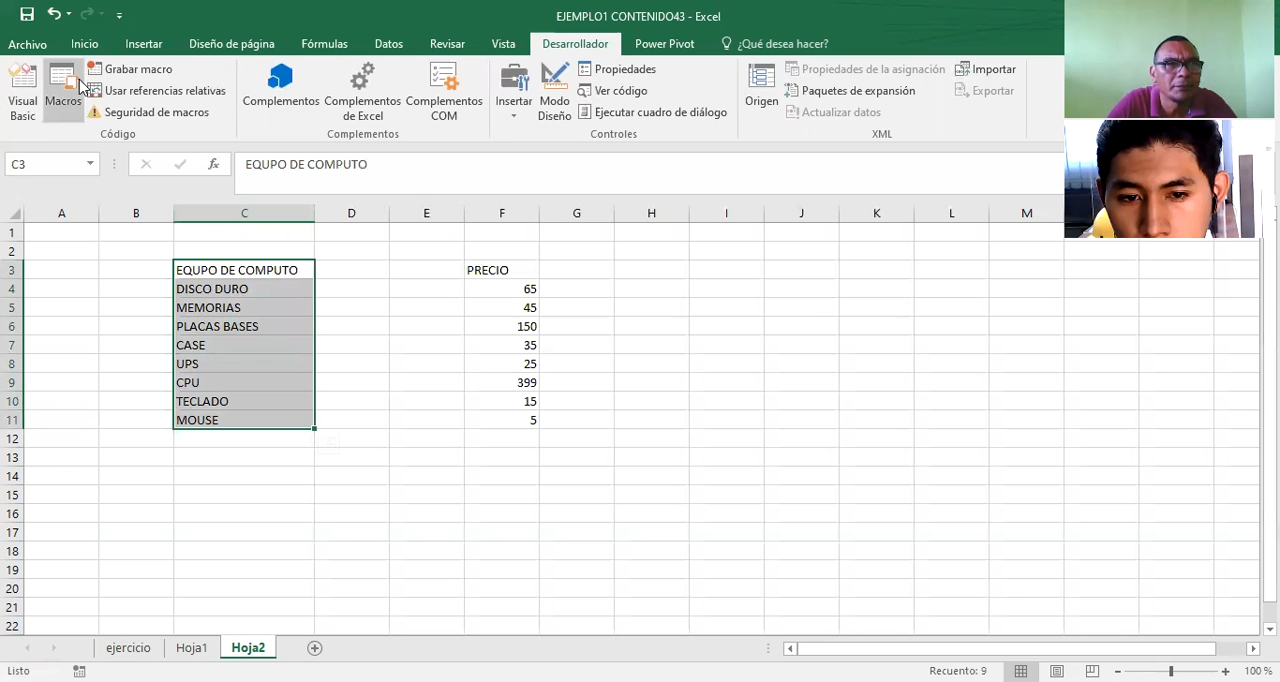 EJEMPLO1 CONTENIDO43 - Excel
Archivo Inicio Insertar Diseño de página Fórmulas Datos Revisar Vista Desarrollador Power Pivot ¿Qué desea hacer?
Visual Basic
Macros
Grabar macro
Usar referencias relativas
Seguridad de macros
Código
Complementos
Complementos de Excel
Complementos COM
Complementos
Insertar
Modo Diseño
Propiedades
Ver código
Ejecutar cuadro de diálogo
Controles
Origen
Propiedades de la asignación
Paquetes de expansión
Actualizar datos
Importar
Exportar
XML
C3 fx EQUPO DE COMPUTO
A B C D E F G H I J K L M
1
2
3 EQUPO DE COMPUTO PRECIO
4 DISCO DURO 65
5 MEMORIAS 45
6 PLACAS BASES 150
7 CASE 35
8 UPS 25
9 CPU 399
10 TECLADO 15
11 MOUSE 5
12
13
14
15
16
17
18
19
20
21
22
ejercicio Hoja1 Hoja2
Listo Recuento: 9 100 %